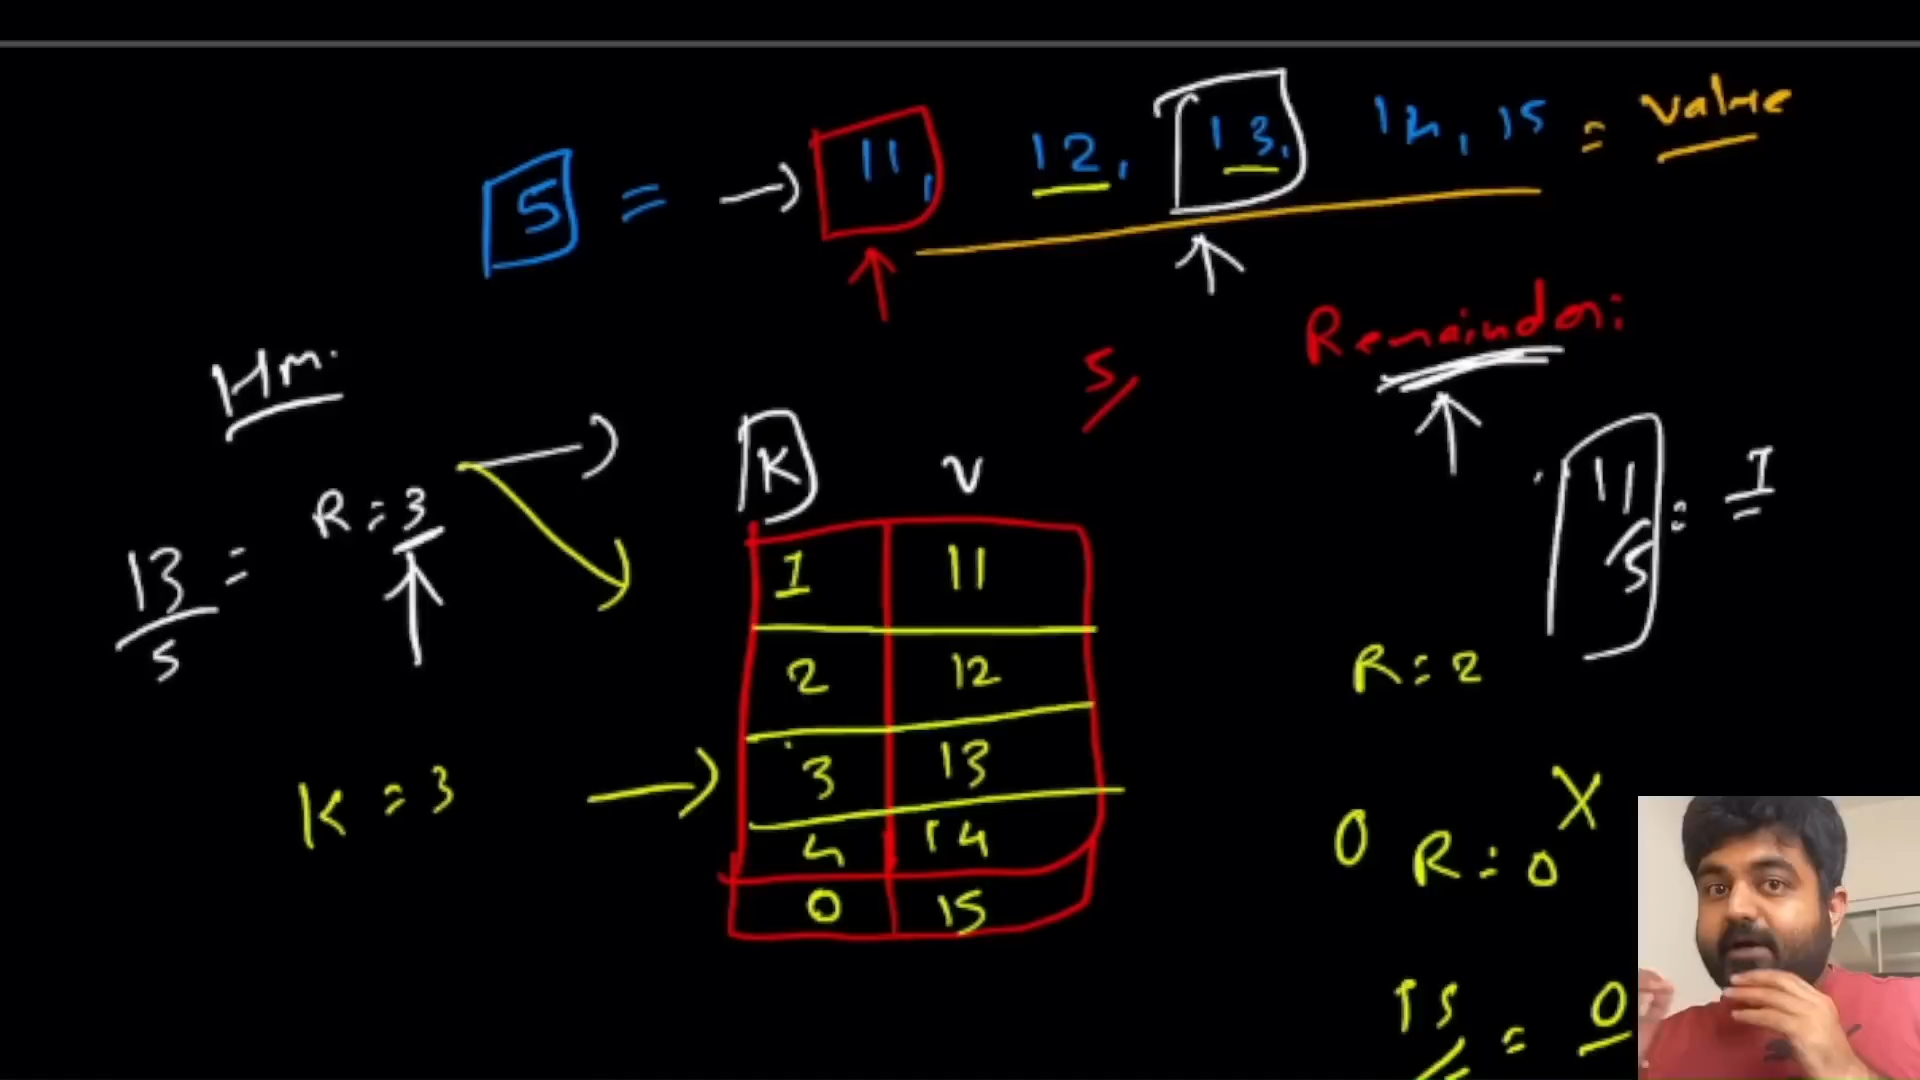 5 = → 11, 12, 13, 14, 15 = value
Remainder:
Hm.
5,
K V
11/5 = 1
R = 3
13/5 =
1 11
2 12
R = 2
3 13
K = 3 →
4 14
0 R = 0 X
0 15
15 = 0